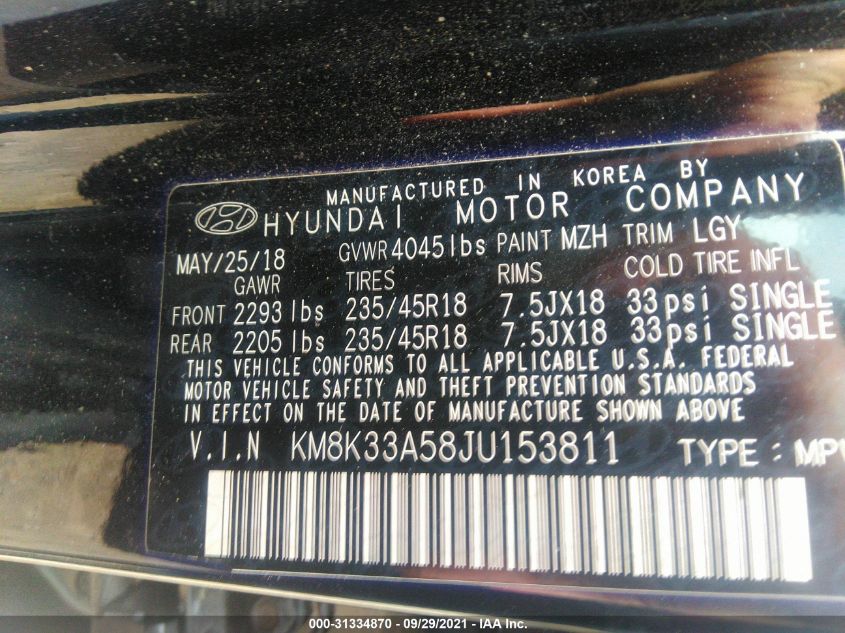 MANUFACTURED IN KOREA BY
HYUNDAI MOTOR COMPANY
MAY/25/18 GVWR 4045 lbs PAINT MZH TRIM LGY
GAWR TIRES RIMS COLD TIRE INFL
FRONT 2293 lbs 235/45R18 7.5JX18 33psi SINGLE
REAR 2205 lbs 235/45R18 7.5JX18 33psi SINGLE
THIS VEHICLE CONFORMS TO ALL APPLICABLE U.S.A. FEDERAL
MOTOR VEHICLE SAFETY AND THEFT PREVENTION STANDARDS
IN EFFECT ON THE DATE OF MANUFACTURE SHOWN ABOVE
V.I.N KM8K33A58JU153811 TYPE : MPV
000-31334870 / 09/29/2021 - IAA Inc.